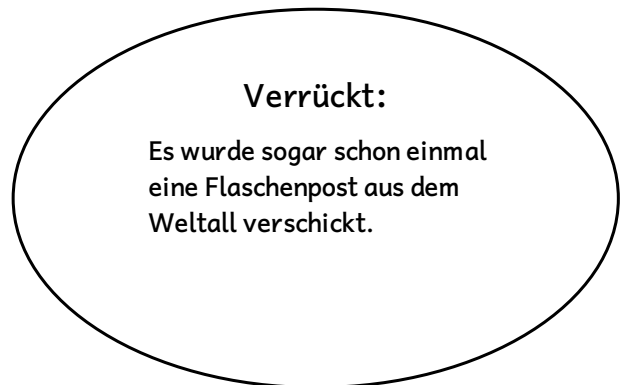 Verrückt:
Es wurde sogar schon einmal
eine Flaschenpost aus dem
Weltall verschickt.